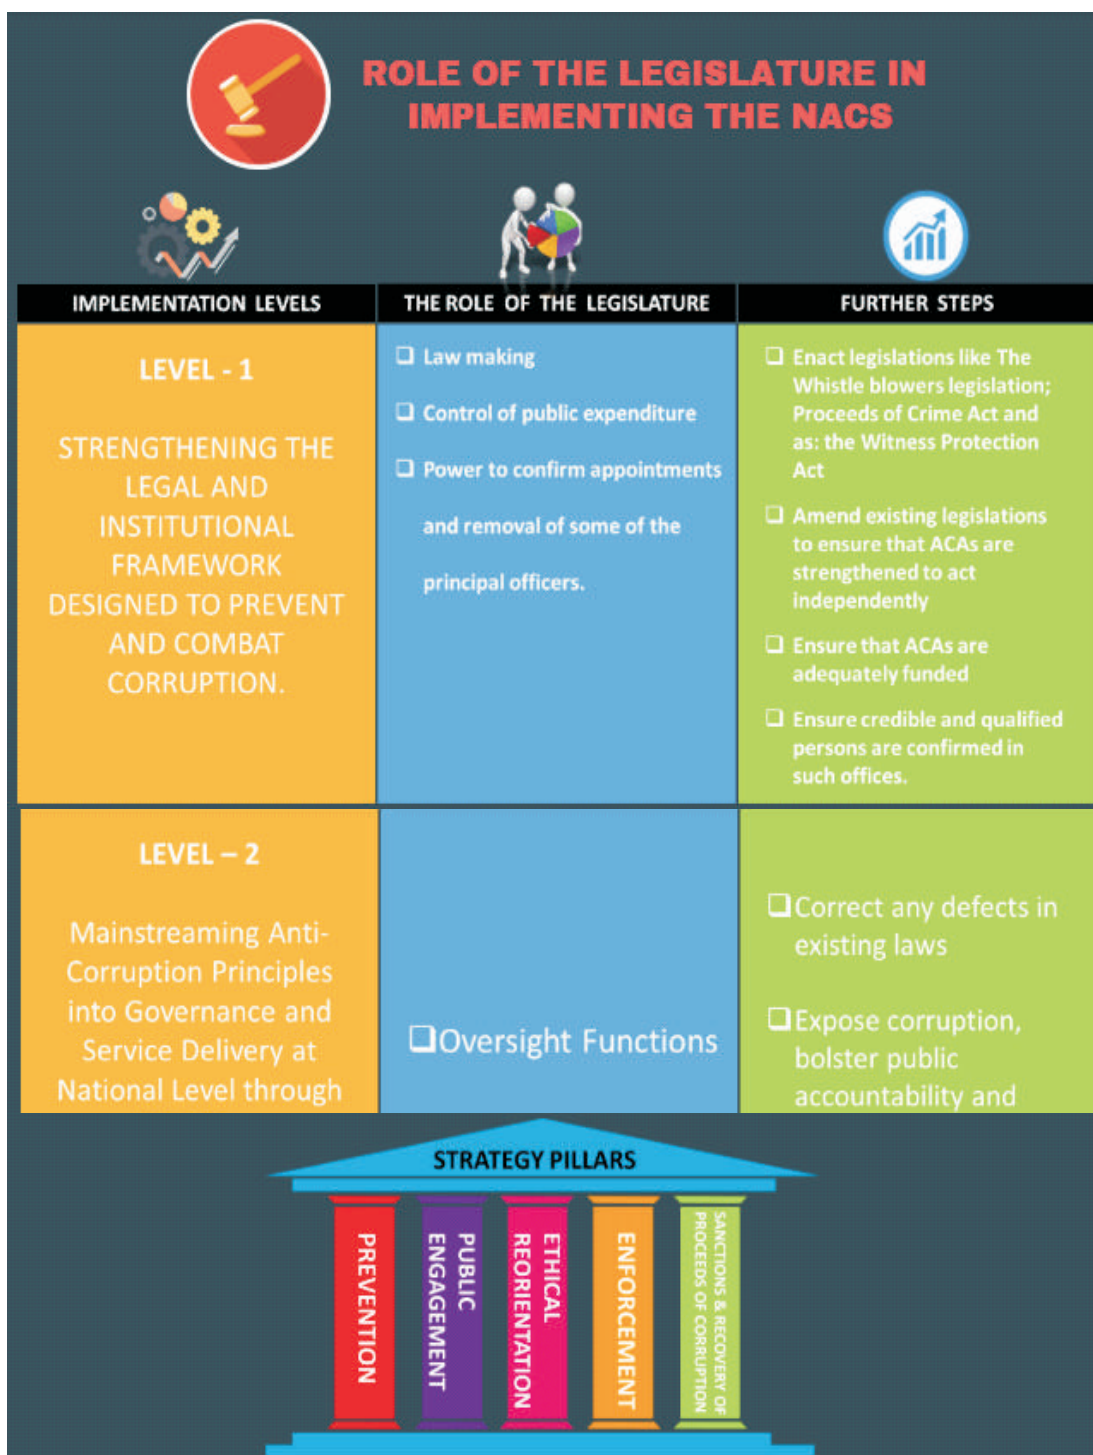 ROLE OF THE LEGISLATURE IN
IMPLEMENTING THE NACS
IMPLEMENTATION LEVELS
THE ROLE OF THE LEGISLATURE
FURTHER STEPS
LEVEL - 1
STRENGTHENING THE
LEGAL AND
INSTITUTIONAL
FRAMEWORK
DESIGNED TO PREVENT
AND COMBAT
CORRUPTION.
❑ Law making
❑ Control of public expenditure
❑ Power to confirm appointments
and removal of some of the
principal officers.
❑ Enact legislations like The
Whistle blowers legislation;
Proceeds of Crime Act and
as: the Witness Protection
Act
❑ Amend existing legislations
to ensure that ACAs are
strengthened to act
independently
❑ Ensure that ACAs are
adequately funded
❑ Ensure credible and qualified
persons are confirmed in
such offices.
LEVEL – 2
Mainstreaming Anti-
Corruption Principles
into Governance and
Service Delivery at
National Level through
❑Oversight Functions
❑Correct any defects in
existing laws
❑Expose corruption,
bolster public
accountability and
STRATEGY PILLARS
PREVENTION
PUBLIC
ENGAGEMENT
ETHICAL
REORIENTATION
ENFORCEMENT
SANCTIONS & RECOVERY OF
PROCEEDS OF CORRUPTION